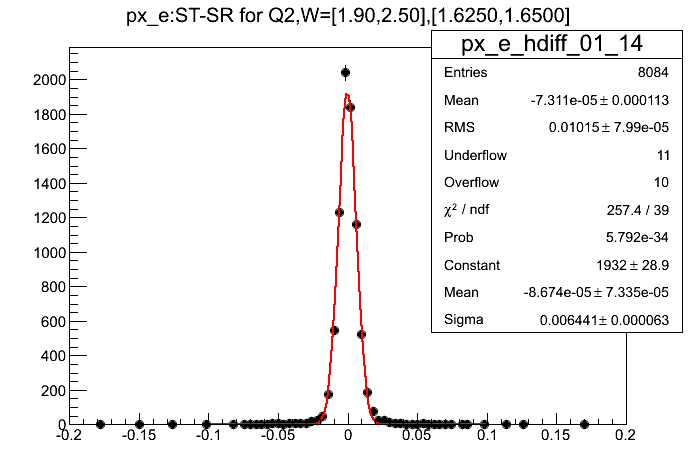 px_e:ST-SR for Q2,W=[1.90,2.50],[1.6250,1.6500]
px_e_hdiff_01_14
Entries 8084
Mean -7.311e-05 ± 0.000113
RMS 0.01015 ± 7.99e-05
Underflow 11
Overflow 10
χ² / ndf 257.4 / 39
Prob 5.792e-34
Constant 1932 ± 28.9
Mean -8.674e-05 ± 7.335e-05
Sigma 0.006441 ± 0.000063
2000
1800
1600
1400
1200
1000
800
600
400
200
0
-0.2 -0.15 -0.1 -0.05 0 0.05 0.1 0.15 0.2